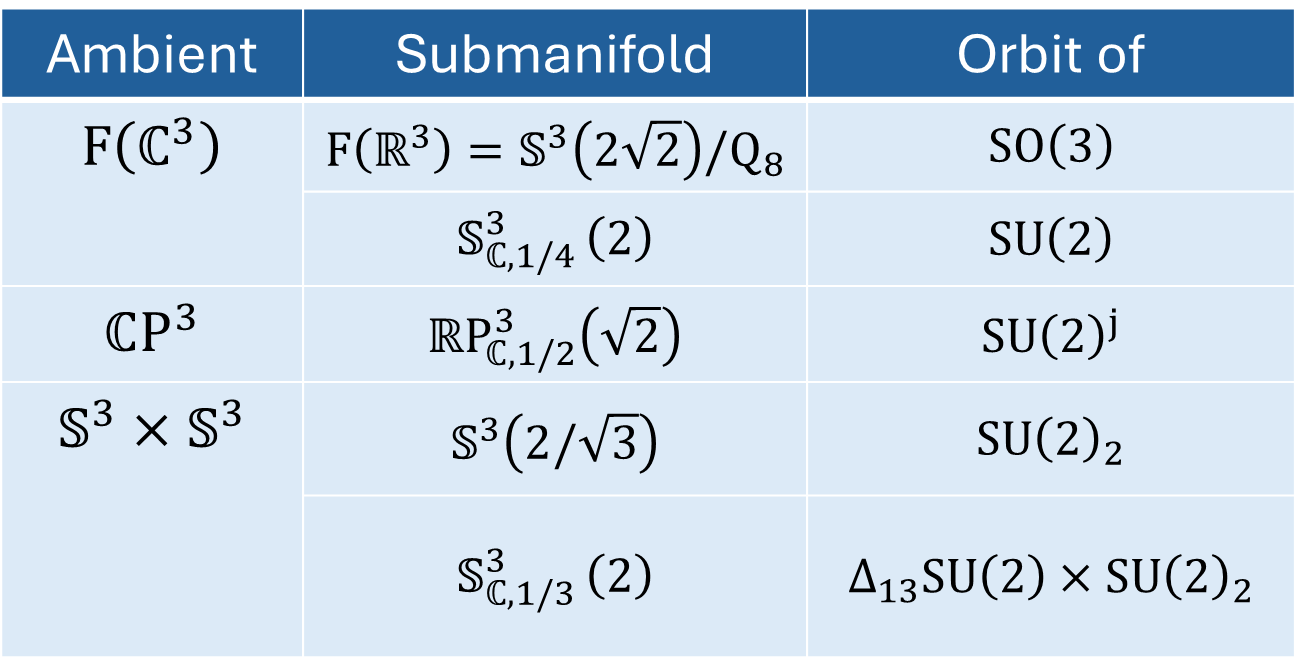 Ambient Submanifold Orbit of
F(ℂ³) F(ℝ³) = 𝕊³(2√2)/Q₈ SO(3)
𝕊³_{ℂ,1/4} (2) SU(2)
ℂP³ ℝP³_{ℂ,1/2}(√2) SU(2)ʲ
𝕊³ × 𝕊³ 𝕊³(2/√3) SU(2)₂
𝕊³_{ℂ,1/3} (2) Δ₁₃SU(2) × SU(2)₂